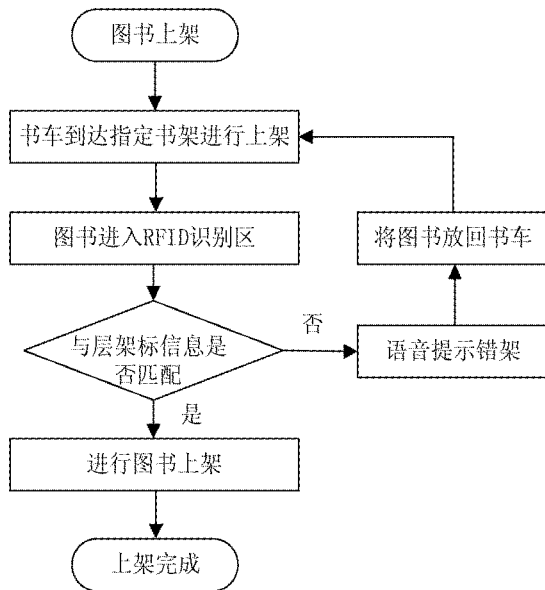 图书上架
书车到达指定书架进行上架
图书进入RFID识别区
将图书放回书车
与层架标信息是
否匹配
否
语音提示错架
是
进行图书上架
上架完成